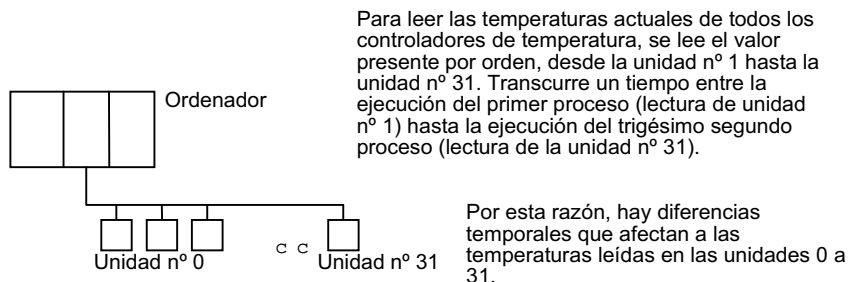 Para leer las temperaturas actuales de todos los
controladores de temperatura, se lee el valor
presente por orden, desde la unidad nº 1 hasta la
unidad nº 31. Transcurre un tiempo entre la
ejecución del primer proceso (lectura de unidad
nº 1) hasta la ejecución del trigésimo segundo
proceso (lectura de la unidad nº 31).
Ordenador
Por esta razón, hay diferencias
temporales que afectan a las
temperaturas leídas en las unidades 0 a
31.
c c
Unidad nº 0
Unidad nº 31